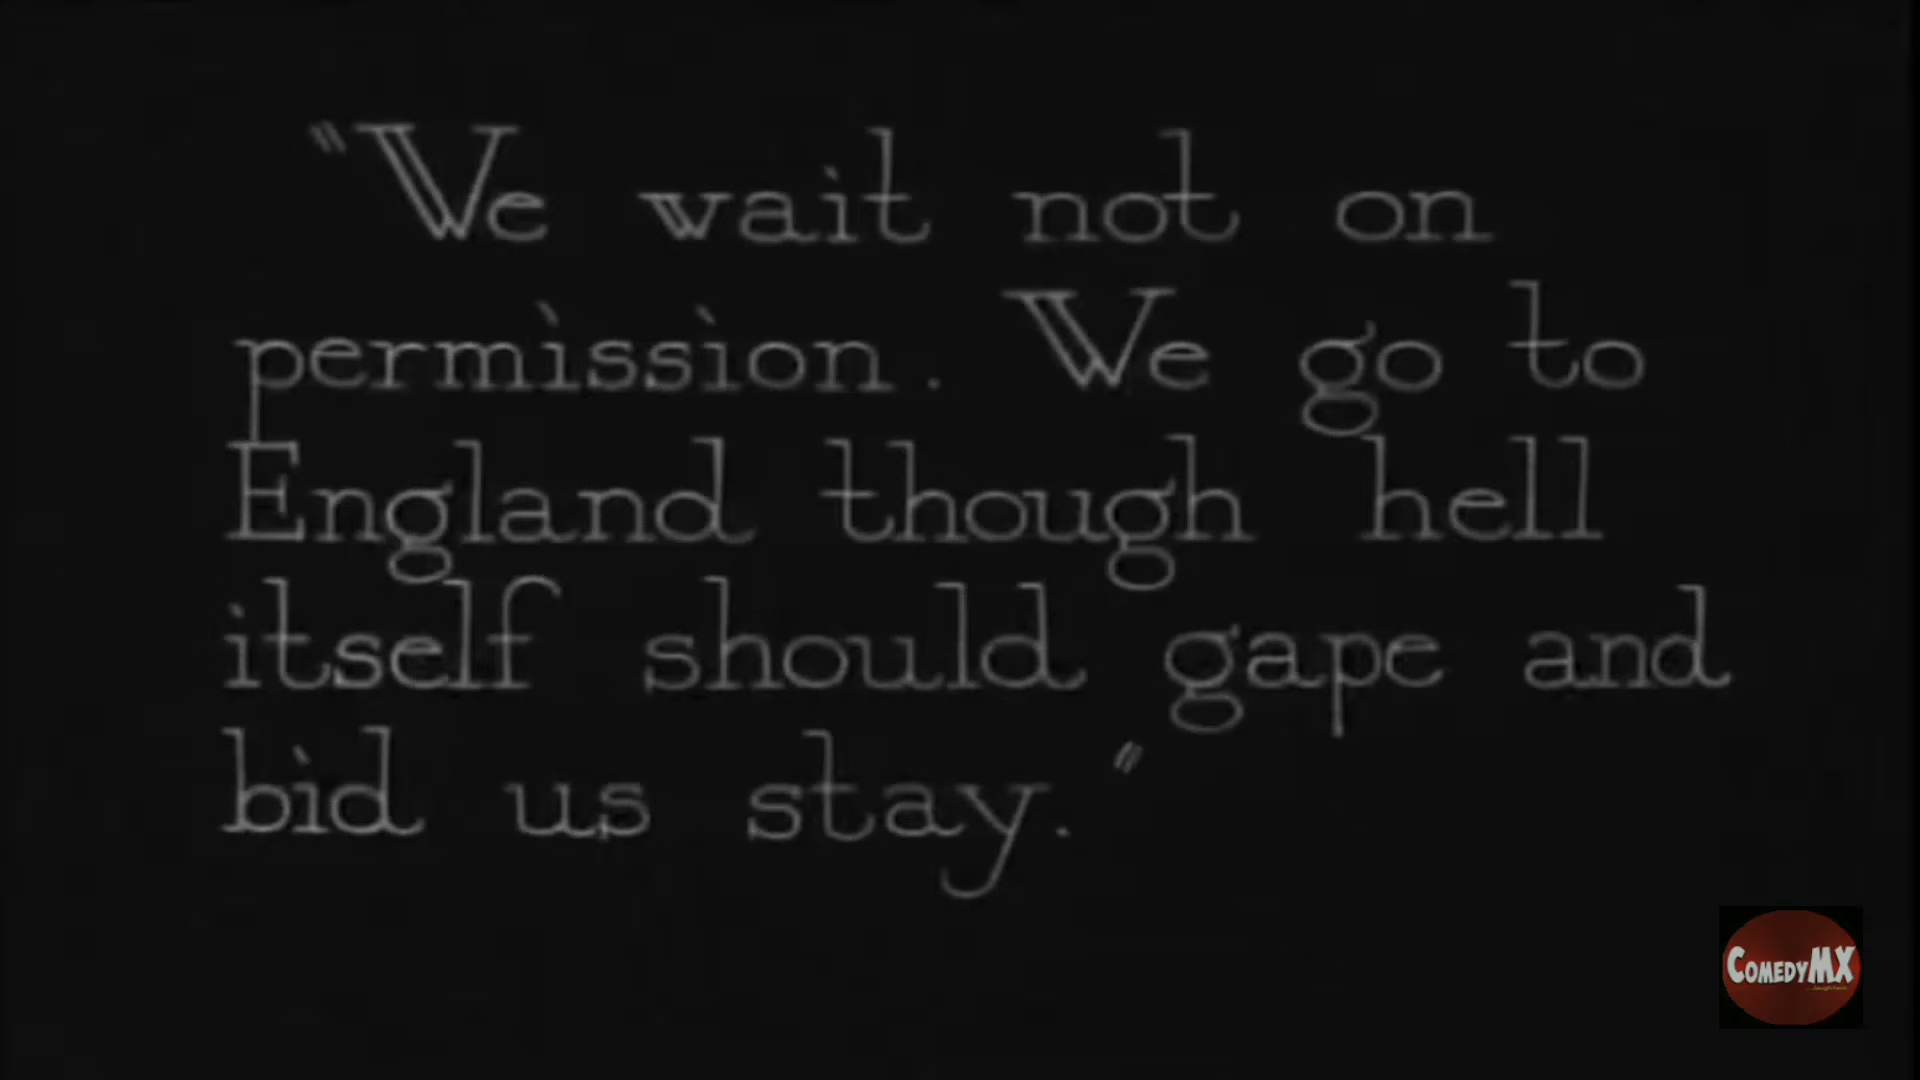 "We wait not on
permission. We go to
England though hell
itself should gape and
bid us stay."
COMEDYMX